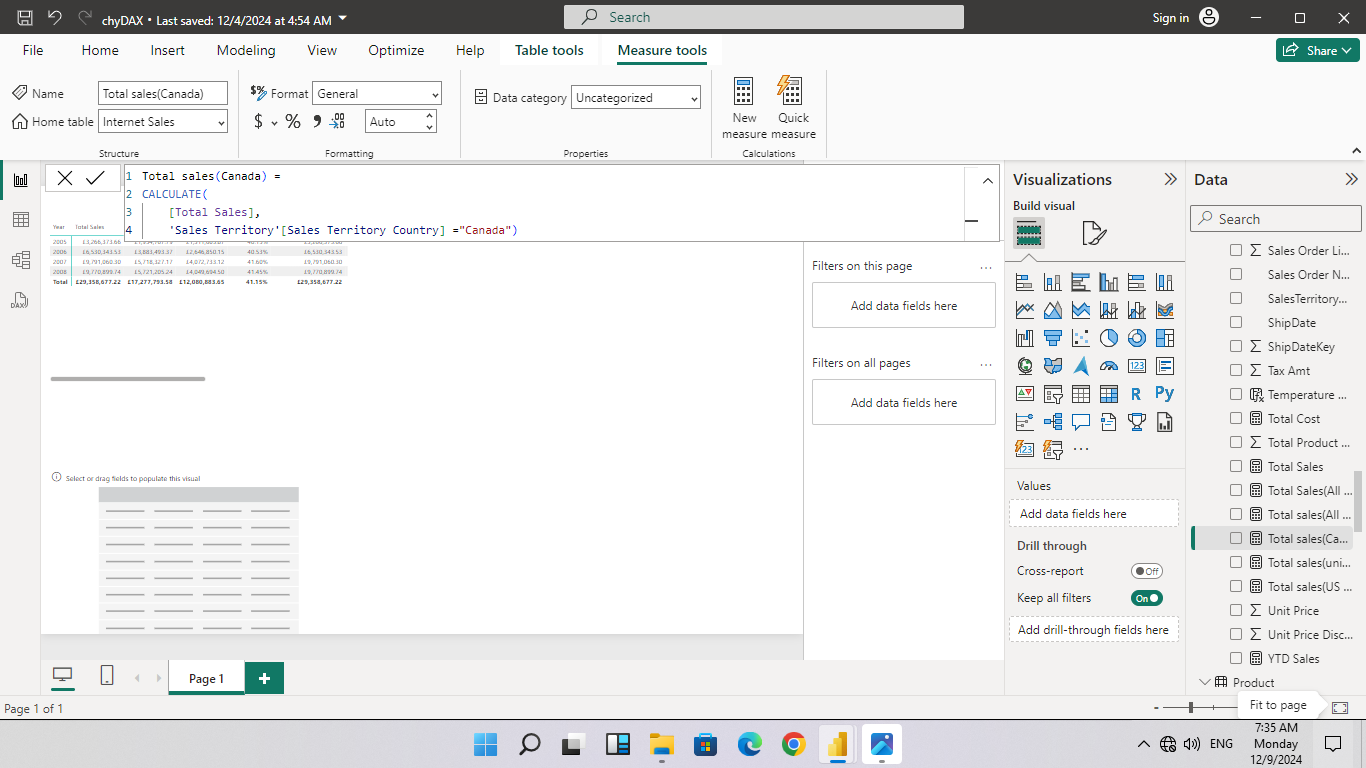 chyDAX • Last saved: 12/4/2024 at 4:54 AM
Search
Sign in
File Home Insert Modeling View Optimize Help Table tools Measure tools
Share
Name Total sales(Canada)
Home table Internet Sales
Structure
Format General
$ % Auto
Formatting
Data category Uncategorized
Properties
New measure
Quick measure
Calculations
1 Total sales(Canada) =
2 CALCULATE(
3 [Total Sales],
4 'Sales Territory'[Sales Territory Country] ="Canada")
Year Total Sales
2005
2006 £6,530,343.53 £3,883,493.37 £2,646,850.15 40.53% £6,530,343.53
2007 £9,791,060.30 £5,718,327.17 £4,072,733.12 41.60% £9,791,060.30
2008 £9,770,899.74 £5,721,205.24 £4,049,694.50 41.45% £9,770,899.74
Total £29,358,677.22 £17,277,793.58 £12,080,883.65 41.15% £29,358,677.22
Select or drag fields to populate this visual
Filters on this page
Add data fields here
Filters on all pages
Add data fields here
Visualizations
Build visual
123
R Py
123
Values
Add data fields here
Drill through
Cross-report Off
Keep all filters On
Add drill-through fields here
Data
Search
Sales Order Li...
Sales Order N...
SalesTerritory...
ShipDate
ShipDateKey
Tax Amt
Temperature ...
Total Cost
Total Product ...
Total Sales
Total Sales(All ...
Total sales(All ...
Total sales(Ca...
Total sales(uni...
Total sales(US ...
Unit Price
Unit Price Disc...
YTD Sales
Product
DAX
Page 1
Page 1 of 1
Fit to page
ENG
7:35 AM
Monday
12/9/2024